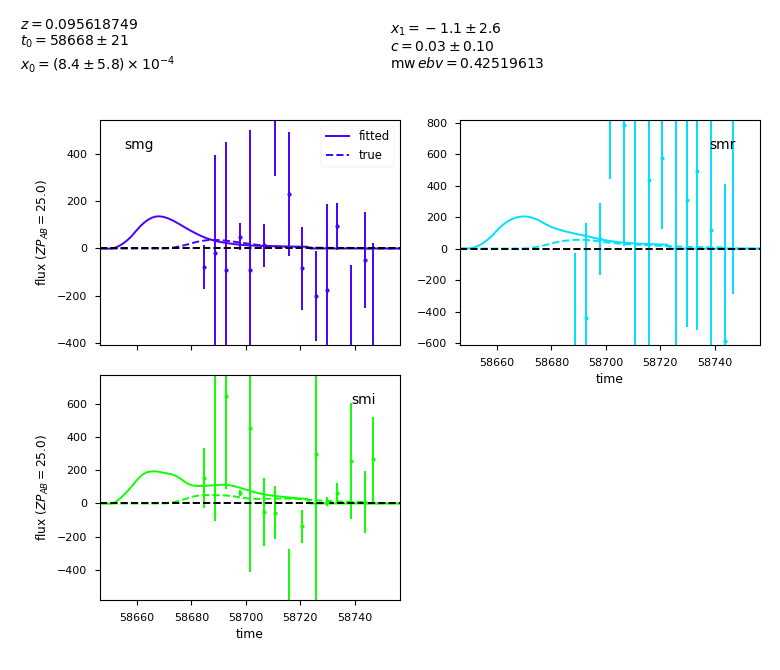 z = 0.095618749
t₀ = 58668 ± 21
x₀ = (8.4 ± 5.8) × 10⁻⁴
x₁ = −1.1 ± 2.6
c = 0.03 ± 0.10
mw ebv = 0.42519613
smg
fitted
true
400
200
0
−200
−400
flux (ZP_AB = 25.0)
smr
800
600
400
200
0
−200
−400
−600
58660 58680 58700 58720 58740
time
smi
600
400
200
0
−200
−400
flux (ZP_AB = 25.0)
58660 58680 58700 58720 58740
time